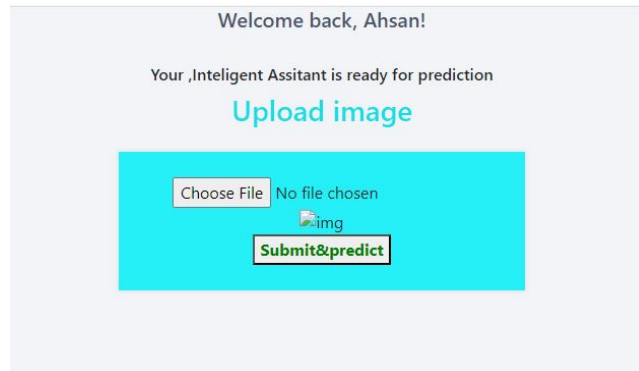 Welcome back, Ahsan!
Your ,Inteligent Assitant is ready for prediction
Upload image
Choose File No file chosen
img
Submit&predict